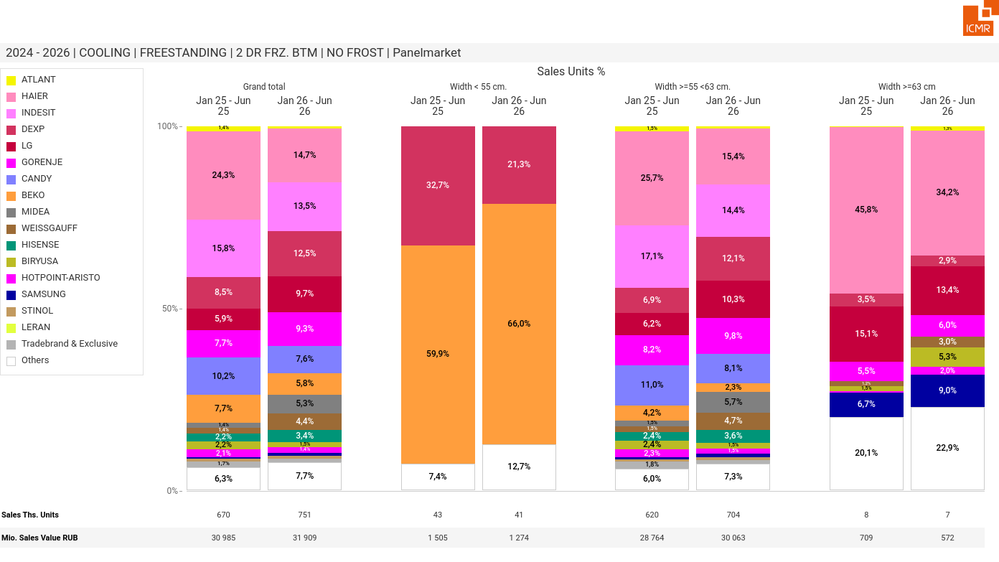 ICMR
2024 - 2026 | COOLING | FREESTANDING | 2 DR FRZ. BTM | NO FROST | Panelmarket
ATLANT
HAIER
INDESIT
DEXP
LG
GORENJE
CANDY
BEKO
MIDEA
WEISSGAUFF
HISENSE
BIRYUSA
HOTPOINT-ARISTO
SAMSUNG
STINOL
LERAN
Tradebrand & Exclusive
Others
Sales Units %
Grand total
Width < 55 cm.
Width >=55 <63 cm.
Width >=63 cm
Jan 25 - Jun
25
Jan 26 - Jun
26
Jan 25 - Jun
25
Jan 26 - Jun
26
Jan 25 - Jun
25
Jan 26 - Jun
26
Jan 25 - Jun
25
Jan 26 - Jun
26
100%
50%
0%
1,4%
24,3%
15,8%
8,5%
5,9%
7,7%
10,2%
7,7%
1,4%
1,4%
2,2%
2,2%
2,1%
1,7%
6,3%
14,7%
13,5%
12,5%
9,7%
9,3%
7,6%
5,8%
5,3%
4,4%
3,4%
1,5%
1,4%
7,7%
32,7%
59,9%
7,4%
21,3%
66,0%
12,7%
1,5%
25,7%
17,1%
6,9%
6,2%
8,2%
11,0%
4,2%
1,5%
1,5%
2,4%
2,4%
2,3%
1,8%
6,0%
15,4%
14,4%
12,1%
10,3%
9,8%
8,1%
2,3%
5,7%
4,7%
3,6%
1,5%
1,5%
7,3%
45,8%
3,5%
15,1%
5,5%
1,5%
6,7%
20,1%
1,3%
34,2%
2,9%
13,4%
6,0%
3,0%
5,3%
2,0%
9,0%
22,9%
Sales Ths. Units 670 751 43 41 620 704 8 7
Mio. Sales Value RUB 30 985 31 909 1 505 1 274 28 764 30 063 709 572